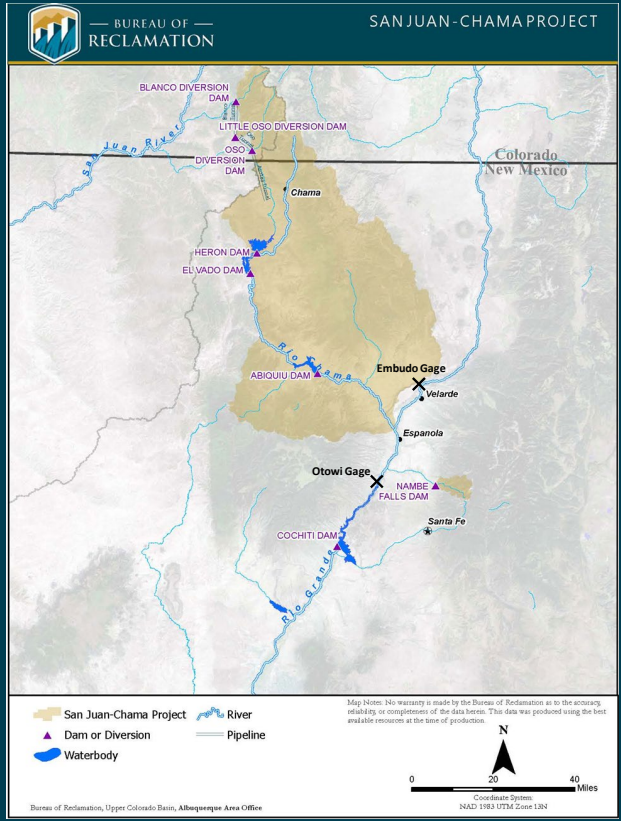 BUREAU OF
RECLAMATION
SAN JUAN - CHAMA PROJECT
BLANCO DIVERSION
DAM
LITTLE OSO DIVERSION DAM
OSO
DIVERSION
DAM
San Juan River
Colorado
New Mexico
Chama
HERON DAM
EL VADO DAM
Rio Chama
ABIQUIU DAM
Embudo Gage
Velarde
Espanola
Otowi Gage
NAMBE
FALLS DAM
Santa Fe
COCHITI DAM
Rio Grande
San Juan-Chama Project
River
Dam or Diversion
Pipeline
Waterbody
Map Notes: No warranty is made by the Bureau of Reclamation as to the accuracy,
reliability, or completeness of the data herein. This data was produced using the best
available resources at the time of production.
N
0 20 40
Miles
Coordinate System:
NAD 1983 UTM Zone 13N
Bureau of Reclamation, Upper Colorado Basin, Albuquerque Area Office